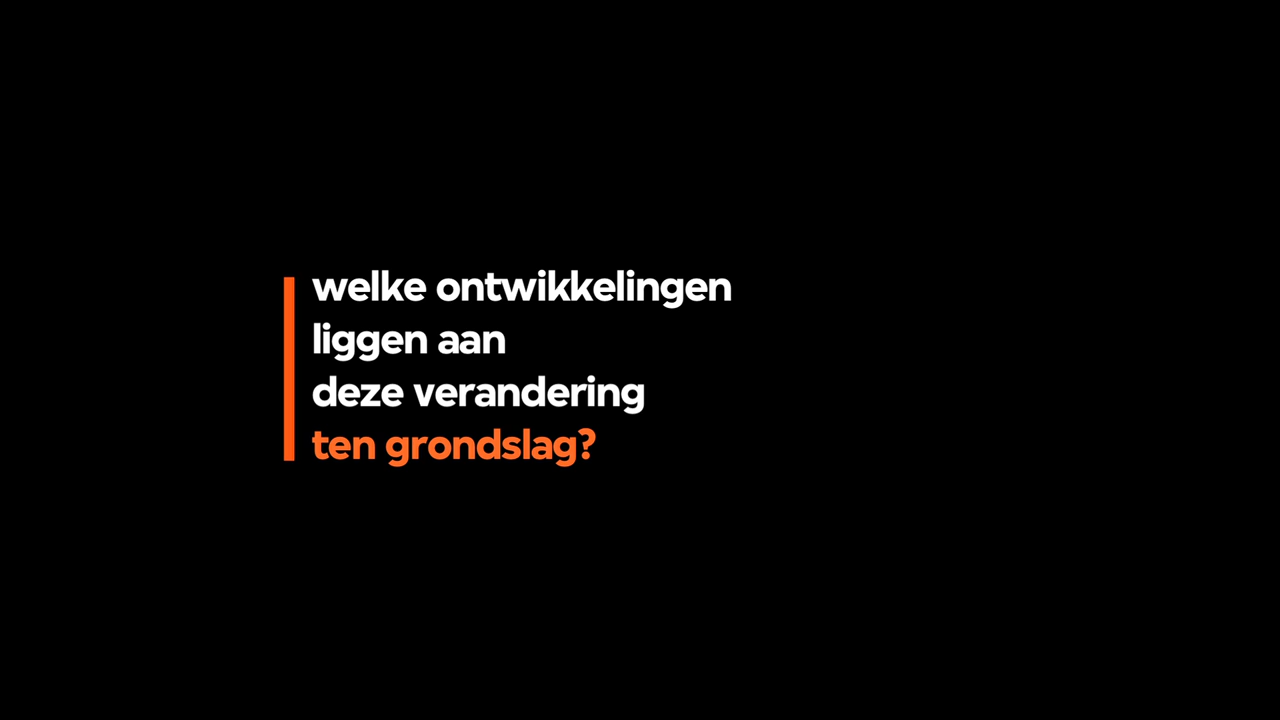 welke ontwikkelingen
liggen aan
deze verandering
ten grondslag?